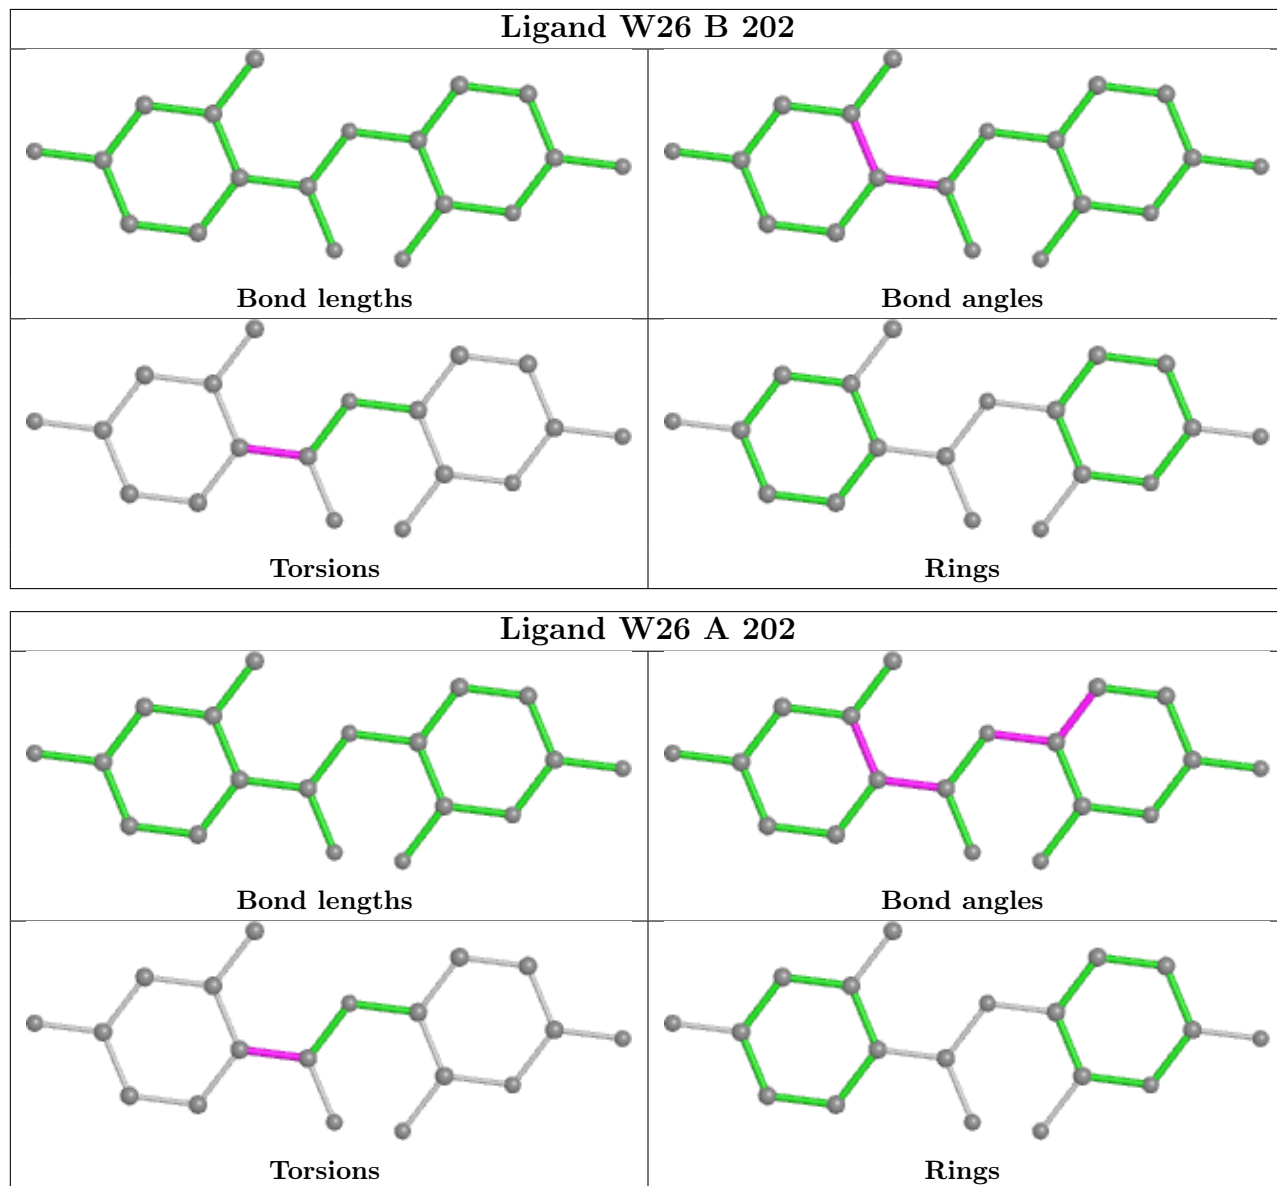 Ligand W26 B 202
Bond lengths
Bond angles
Torsions
Rings
Ligand W26 A 202
Bond lengths
Bond angles
Torsions
Rings